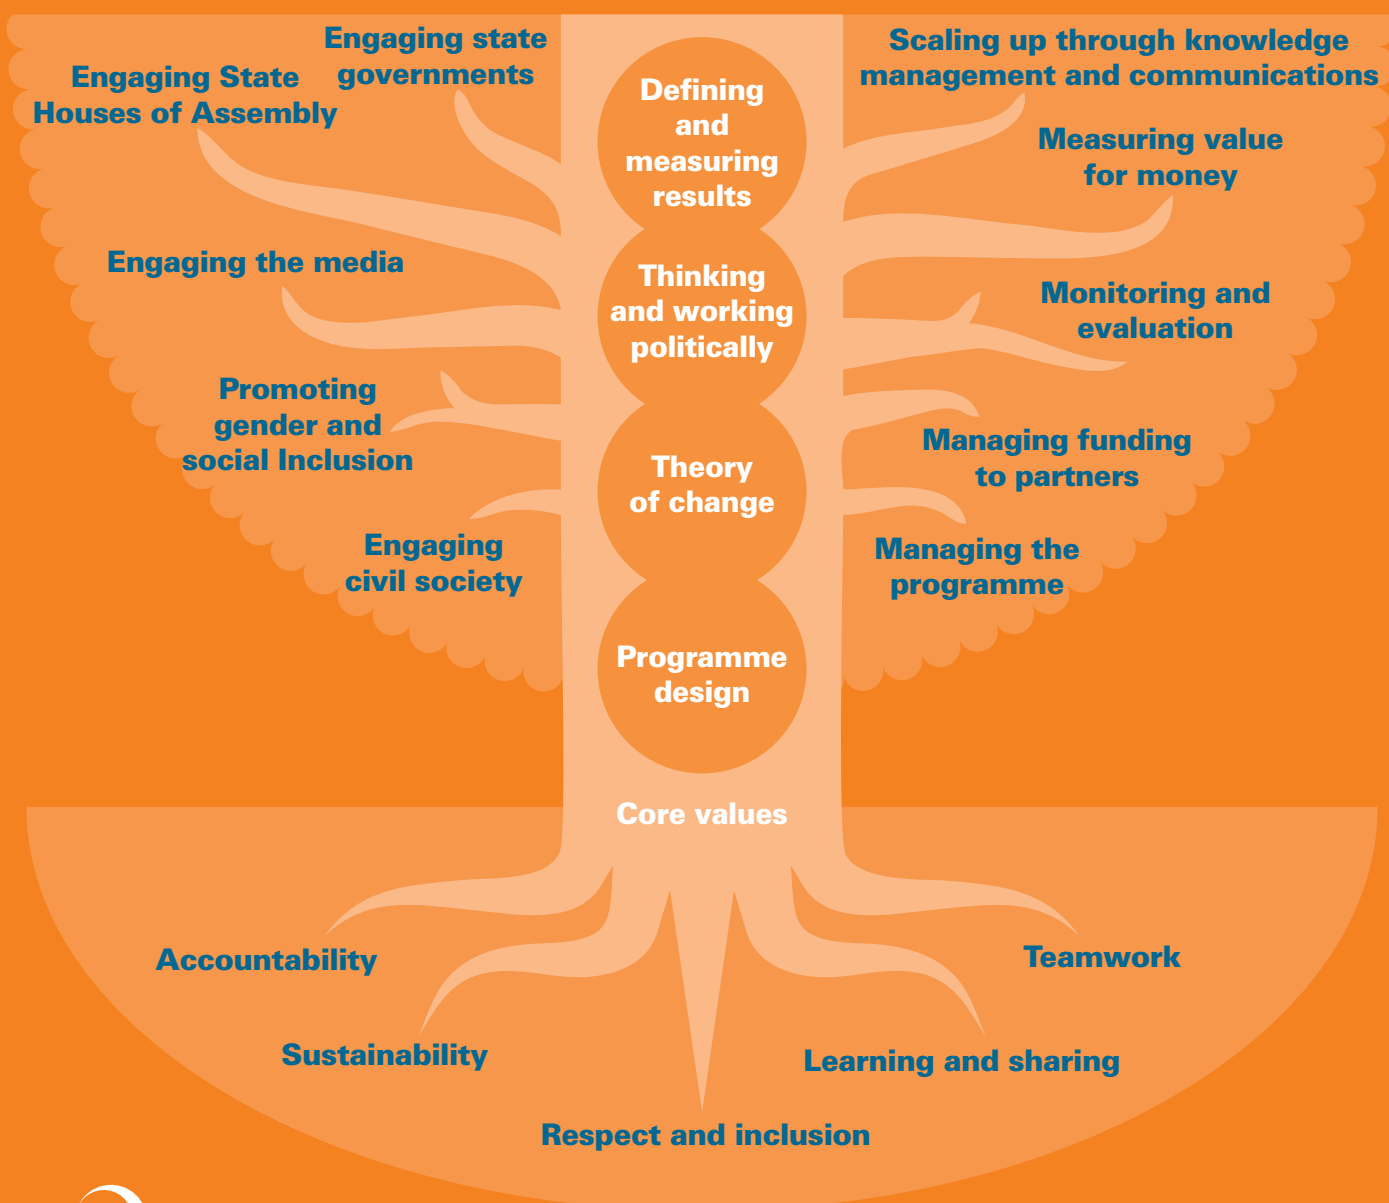 Engaging state
governments
Engaging State
Houses of Assembly
Engaging the media
Promoting
gender and
social Inclusion
Engaging
civil society
Defining
and
measuring
results
Thinking
and working
politically
Theory
of change
Programme
design
Core values
Scaling up through knowledge
management and communications
Measuring value
for money
Monitoring and
evaluation
Managing funding
to partners
Managing the
programme
Accountability
Sustainability
Respect and inclusion
Learning and sharing
Teamwork